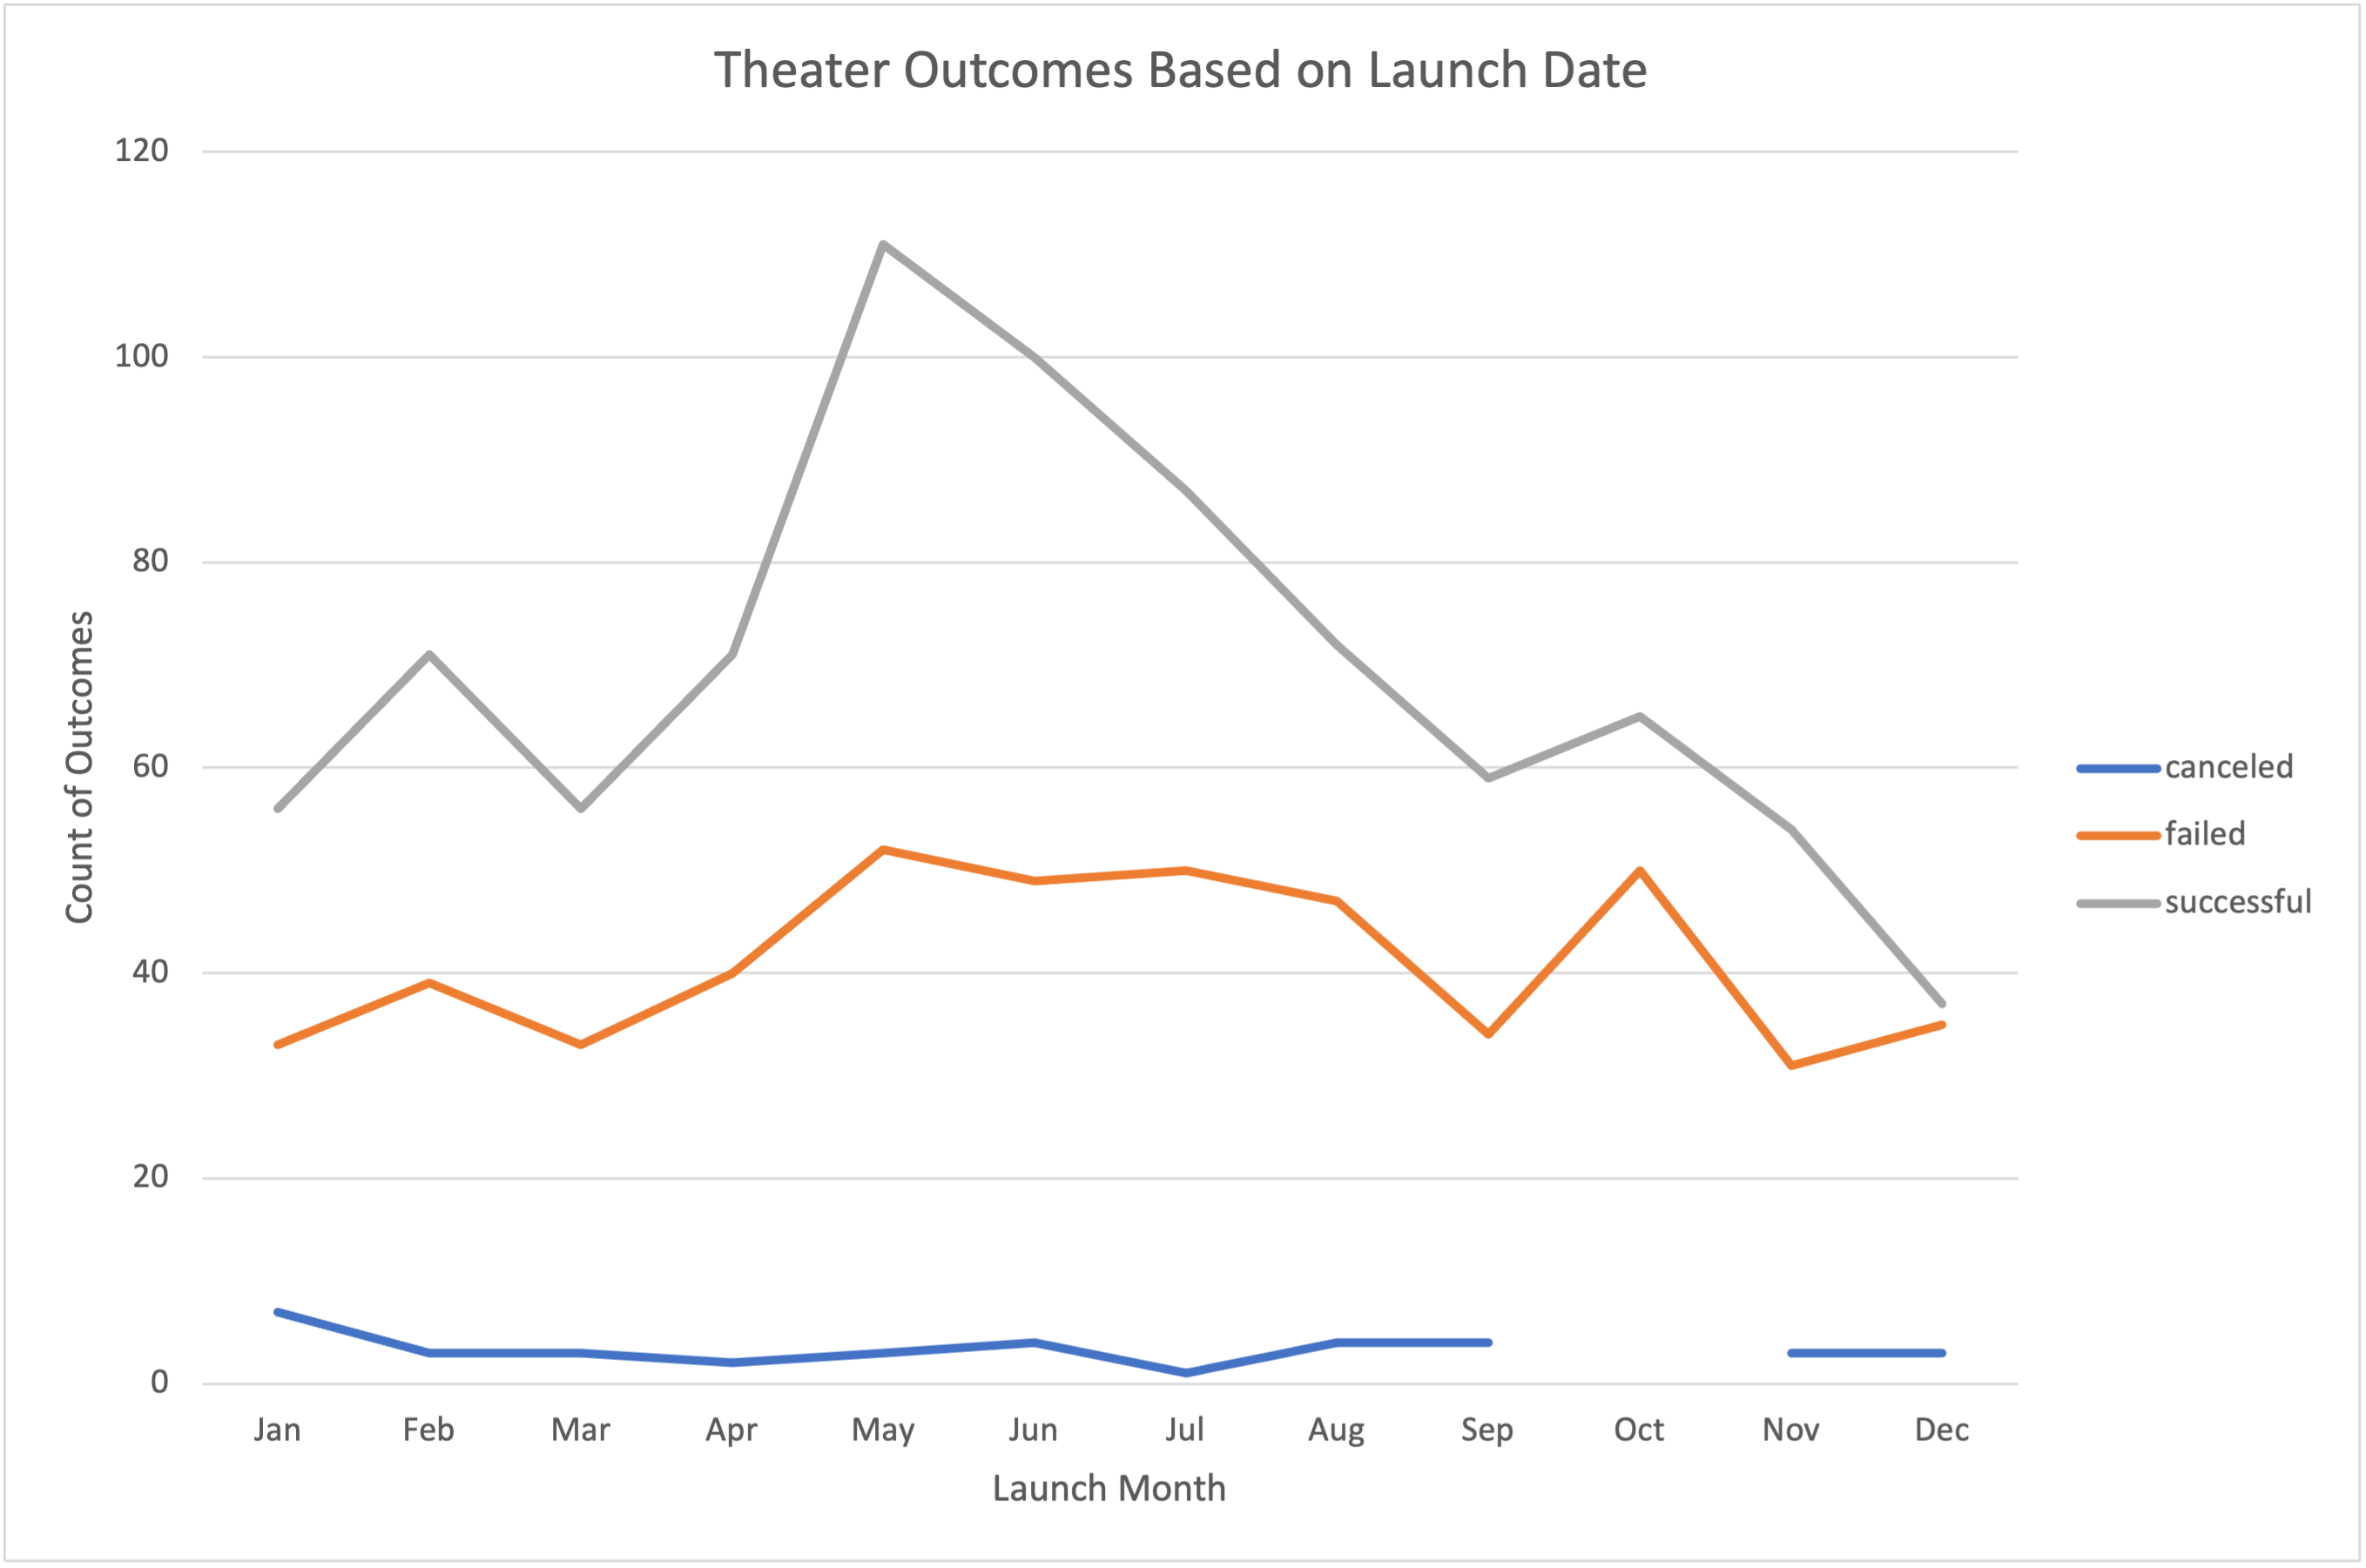 Theater Outcomes Based on Launch Date
120
100
80
60
40
20
0
Count of Outcomes
Jan Feb Mar Apr May Jun Jul Aug Sep Oct Nov Dec
Launch Month
canceled
failed
successful